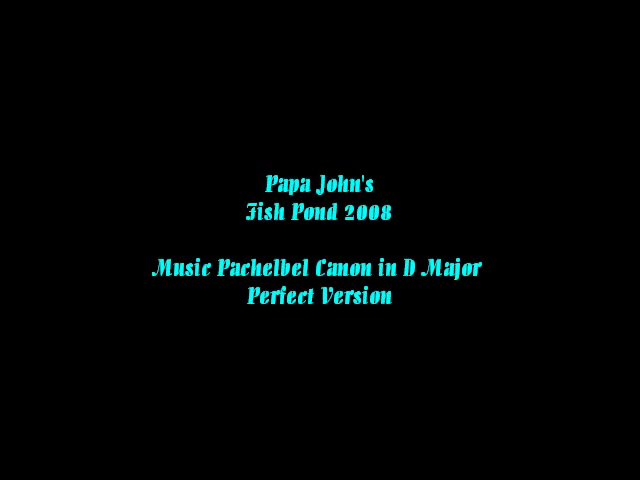 Papa John's
Fish Pond 2008
Music Pachelbel Canon in D Major
Perfect Version